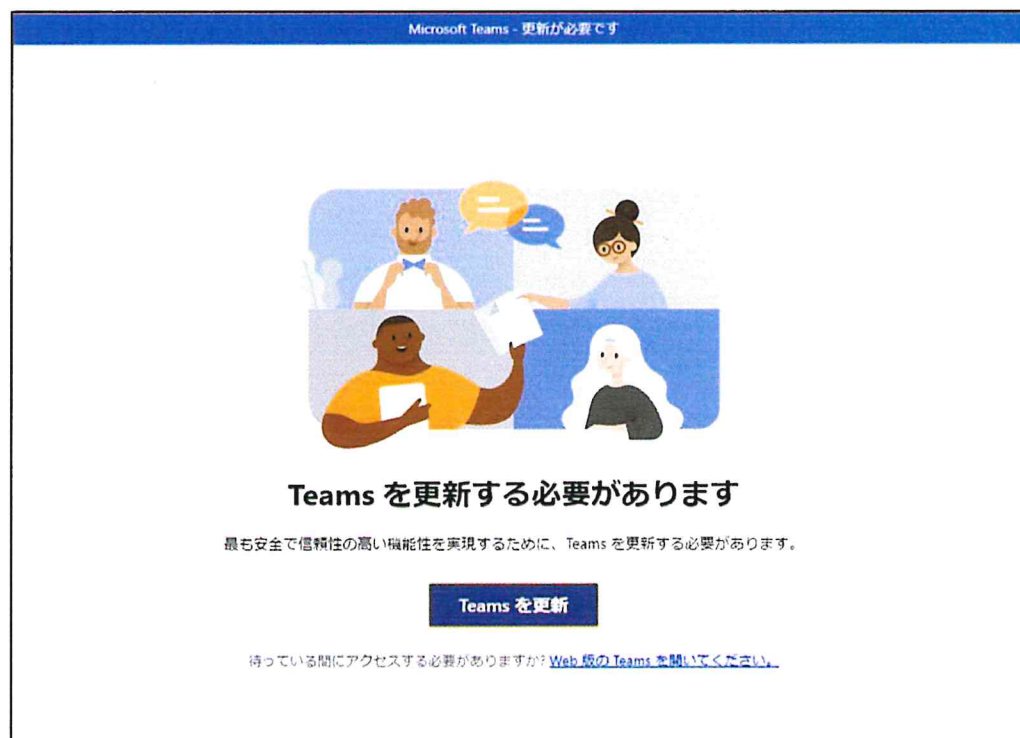 Microsoft Teams - 更新が必要です
Teams を更新する必要があります
最も安全で信頼性の高い機能性を実現するために、Teams を更新する必要があります。
Teams を更新
待っている間にアクセスする必要がありますか? Web 版の Teams を開いてください。